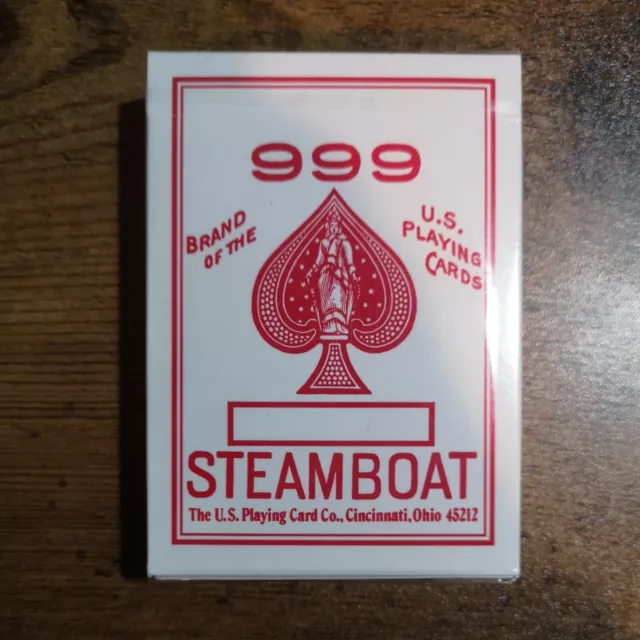 999
BRAND
OF THE
U.S.
PLAYING
CARDS
STEAMBOAT
The U.S. Playing Card Co., Cincinnati, Ohio 45212